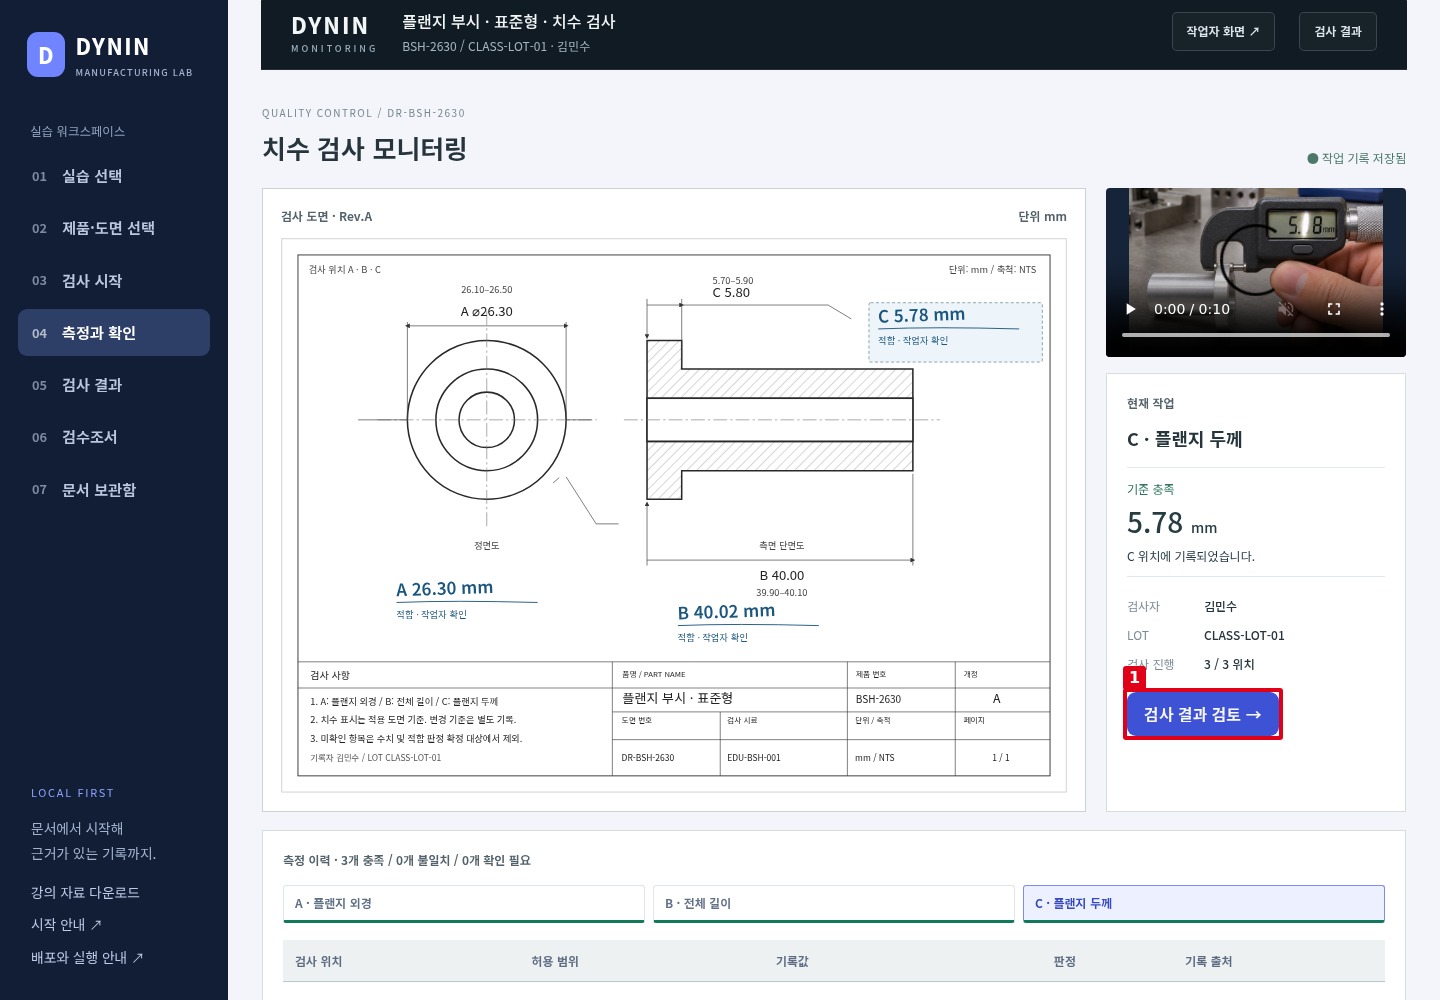 D
DYNIN
MANUFACTURING LAB
실습 워크스페이스
01 실습 선택
02 제품·도면 선택
03 검사 시작
04 측정과 확인
05 검사 결과
06 검수조서
07 문서 보관함
LOCAL FIRST
문서에서 시작해
근거가 있는 기록까지.
강의 자료 다운로드
시작 안내 ↗
배포와 실행 안내 ↗
DYNIN
MONITORING
플랜지 부시 · 표준형 · 치수 검사
BSH-2630 / CLASS-LOT-01 · 김민수
작업자 화면 ↗
검사 결과
QUALITY CONTROL / DR-BSH-2630
치수 검사 모니터링
작업 기록 저장됨
검사 도면 · Rev.A
단위 mm
검사 위치 A · B · C
단위: mm / 축척: NTS
26.10–26.50
A ⌀26.30
5.70–5.90
C 5.80
C 5.78 mm
적합 · 작업자 확인
정면도
측면 단면도
B 40.00
39.90–40.10
A 26.30 mm
적합 · 작업자 확인
B 40.02 mm
적합 · 작업자 확인
검사 사항
1. A: 플랜지 외경 / B: 전체 길이 / C: 플랜지 두께
2. 치수 표시는 적용 도면 기준. 변경 기준은 별도 기록.
3. 미확인 항목은 수치 및 적합 판정 확정 대상에서 제외.
기록자 김민수 / LOT CLASS-LOT-01
품명 / PART NAME
제품 번호
개정
플랜지 부시 · 표준형
BSH-2630
A
도면 번호
검사 시료
단위 / 축척
페이지
DR-BSH-2630
EDU-BSH-001
mm / NTS
1 / 1
0:00 / 0:10
현재 작업
C · 플랜지 두께
기준 충족
5.78 mm
C 위치에 기록되었습니다.
검사자 김민수
LOT CLASS-LOT-01
검사 진행 3 / 3 위치
1
검사 결과 검토 →
측정 이력 · 3개 충족 / 0개 불일치 / 0개 확인 필요
A · 플랜지 외경
B · 전체 길이
C · 플랜지 두께
검사 위치
허용 범위
기록값
판정
기록 출처